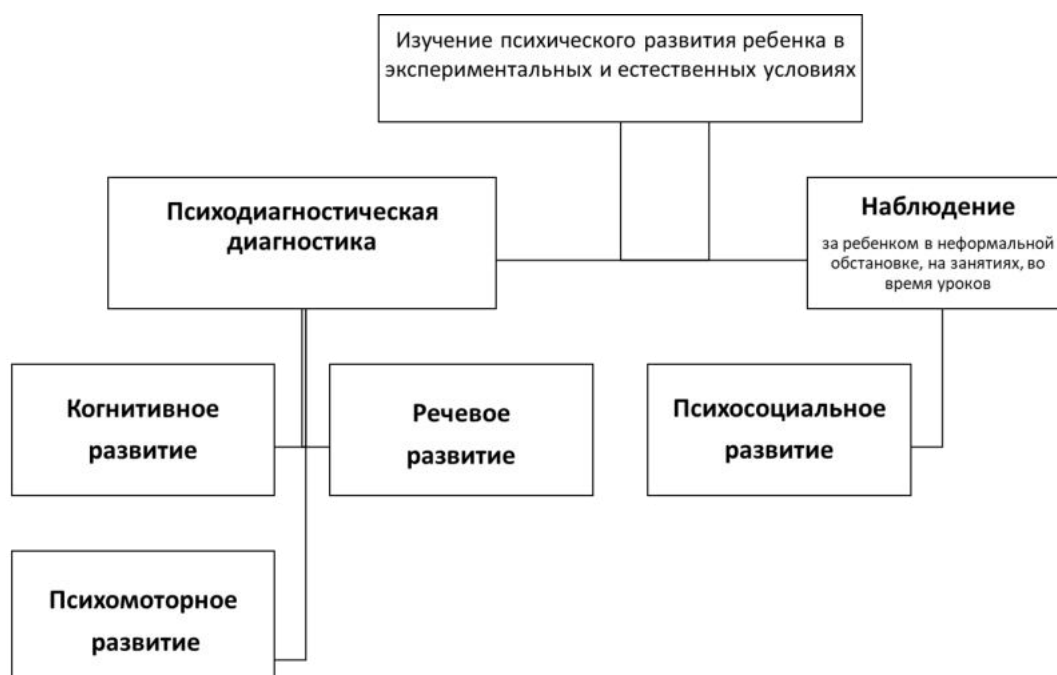 Изучение психического развития ребенка в
экспериментальных и естественных условиях
Психодиагностическая
диагностика
Наблюдение
за ребенком в неформальной
обстановке, на занятиях, во
время уроков
Когнитивное
развитие
Речевое
развитие
Психосоциальное
развитие
Психомоторное
развитие